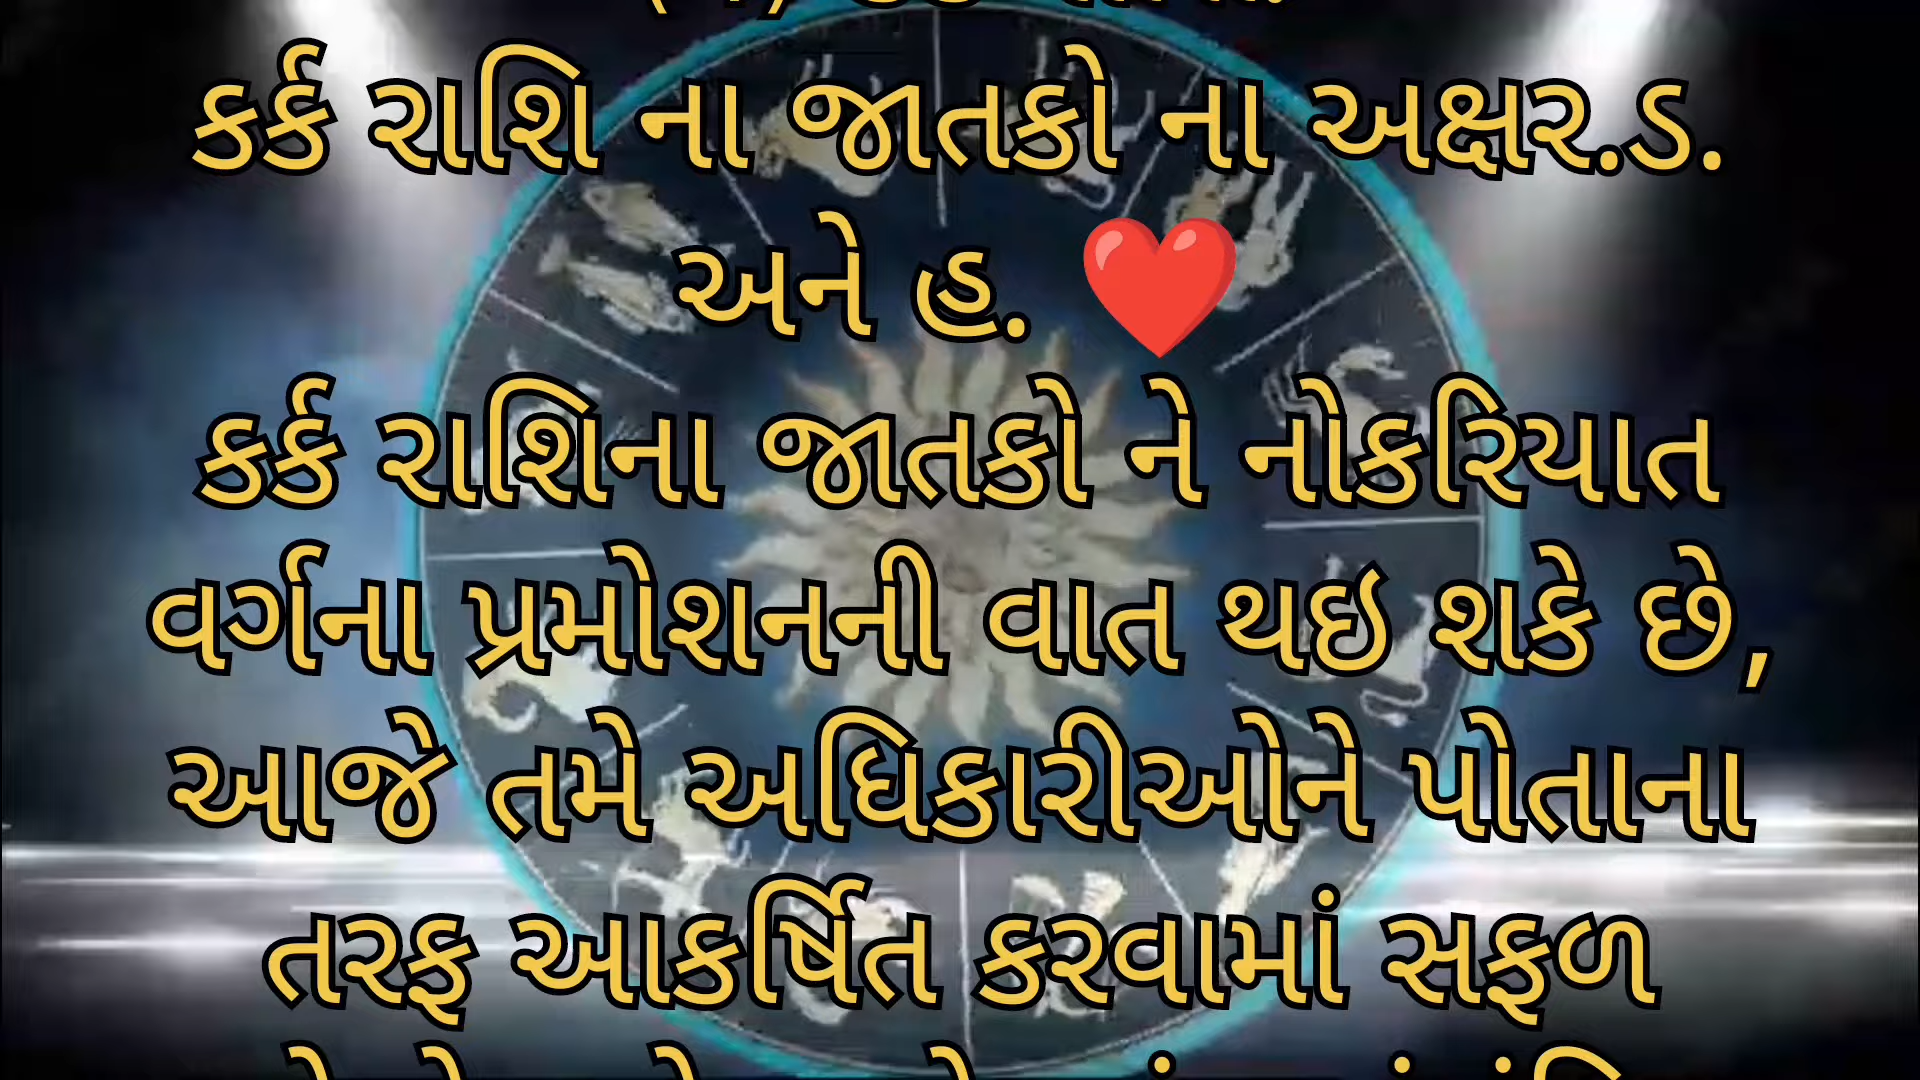 કર્ક રાશિ ના જાતકો ના અક્ષર.ડ.
અને હ. ❤️
કર્ક રાશિના જાતકો ને નોકરિયાત
વર્ગના પ્રમોશનની વાત થઇ શકે છે,
આજે તમે અધિકારીઓને પોતાના
તરફ આકર્ષિત કરવામાં સફળ